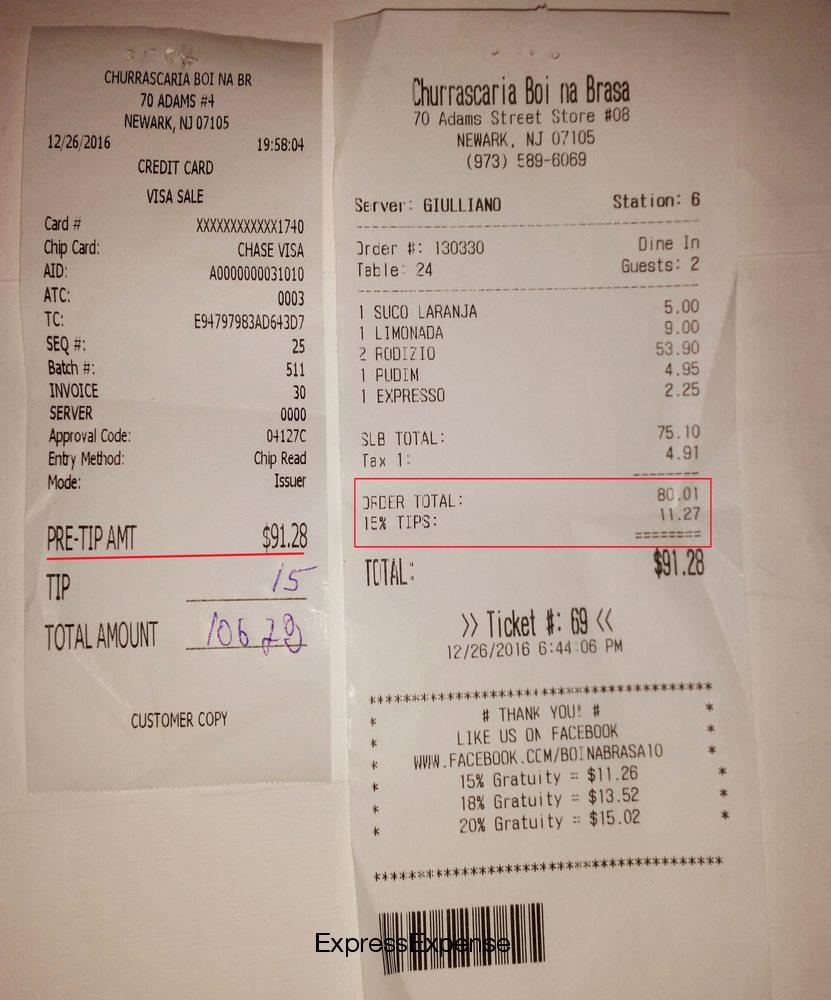 CHURRASCARIA BOI NA BR
70 ADAMS #4
NEWARK, NJ 07105
12/26/2016 19:58:04
CREDIT CARD
VISA SALE
Card # XXXXXXXXXXXX1740
Chip Card: CHASE VISA
AID: A0000000031010
ATC: 0003
TC: E94797983AD643D7
SEQ #: 25
Batch #: 511
INVOICE 30
SERVER 0000
Approval Code: 04127C
Entry Method: Chip Read
Mode: Issuer
PRE-TIP AMT $91.28
TIP 15
TOTAL AMOUNT 106 28
CUSTOMER COPY
Churrascaria Boi na Brasa
70 Adams Street Store #08
NEWARK, NJ 07105
(973) 589-6069
Server: GIULLIANO Station: 6
Order #: 130330 Dine In
Table: 24 Guests: 2
1 SUCO LARANJA 5.00
1 LIMONADA 9.00
2 RODIZIO 53.90
1 PUDIM 4.95
1 EXPRESSO 2.25
SUB TOTAL: 75.10
Tax 1: 4.91
ORDER TOTAL: 80.01
15% TIPS: 11.27
========
TOTAL: $91.28
>> Ticket #: 69 <<
12/26/2016 6:44:06 PM
# THANK YOU! #
LIKE US ON FACEBOOK
WWW.FACEBOOK.COM/BOINABRASA10
15% Gratuity = $11.26
18% Gratuity = $13.52
20% Gratuity = $15.02
ExpressExpense